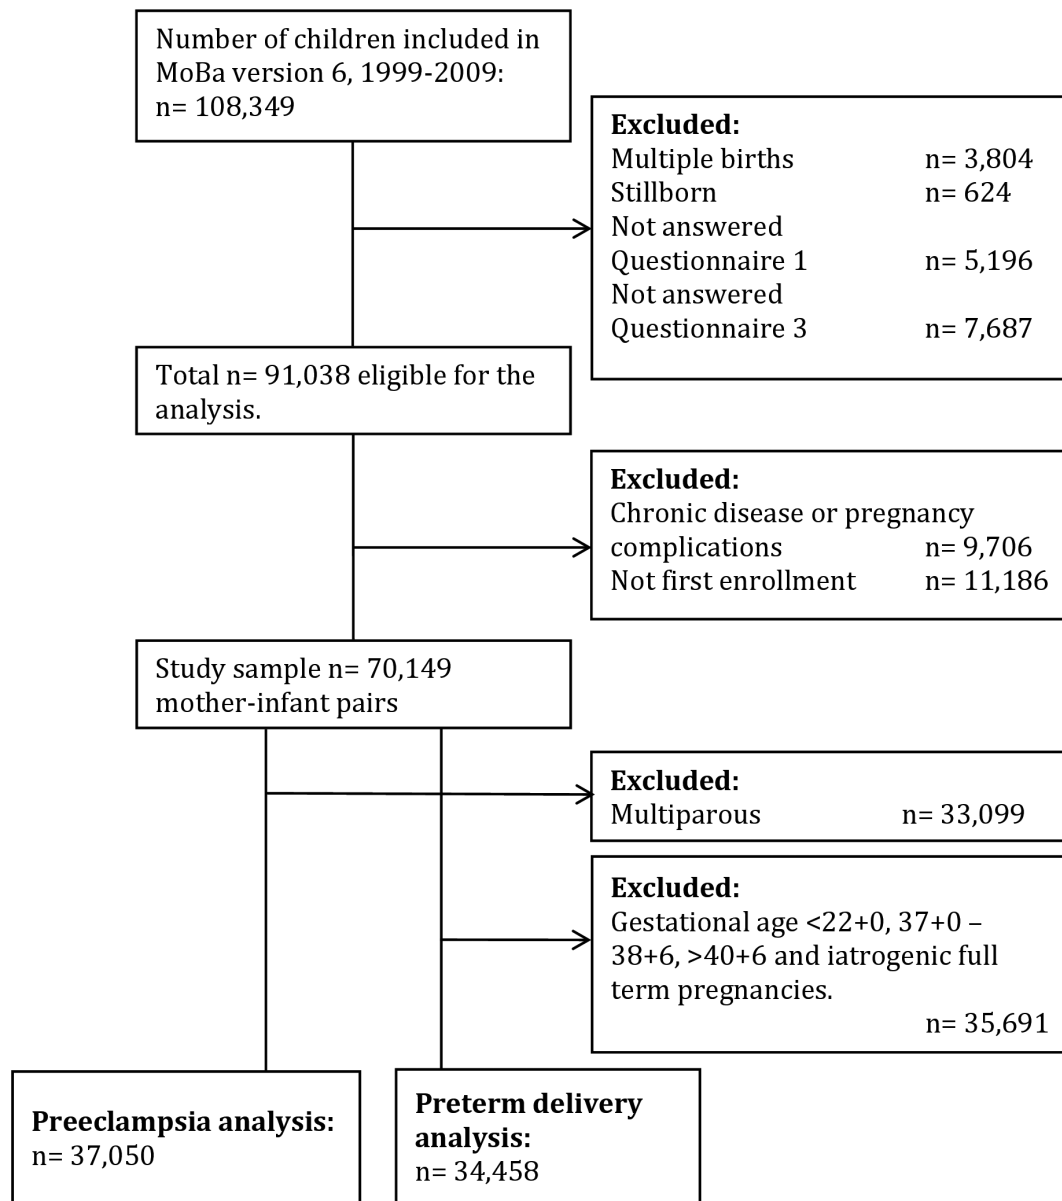 Number of children included in
MoBa version 6, 1999-2009:
n= 108,349
Excluded:
Multiple births n= 3,804
Stillborn n= 624
Not answered
Questionnaire 1 n= 5,196
Not answered
Questionnaire 3 n= 7,687
Total n= 91,038 eligible for the
analysis.
Excluded:
Chronic disease or pregnancy
complications n= 9,706
Not first enrollment n= 11,186
Study sample n= 70,149
mother-infant pairs
Excluded:
Multiparous n= 33,099
Excluded:
Gestational age <22+0, 37+0 –
38+6, >40+6 and iatrogenic full
term pregnancies.
n= 35,691
Preeclampsia analysis:
n= 37,050
Preterm delivery
analysis:
n= 34,458